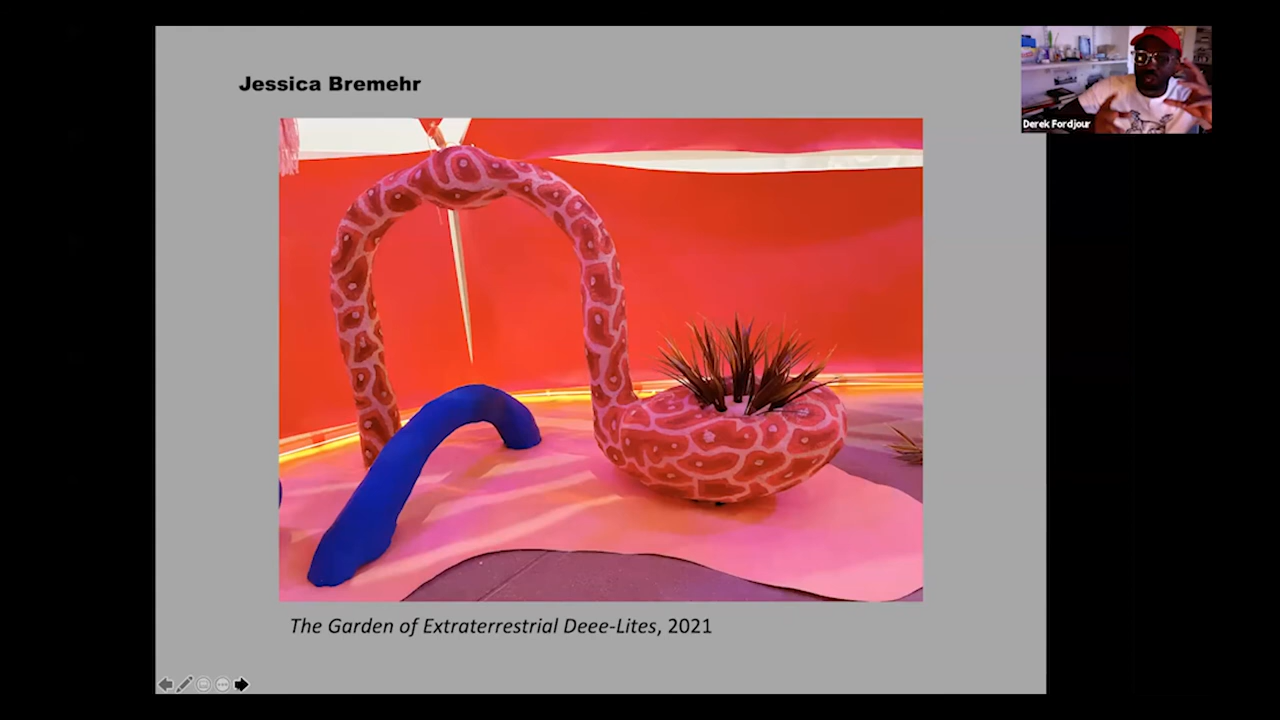 Jessica Bremehr
Derek Fordjour
The Garden of Extraterrestrial Deee-Lites, 2021